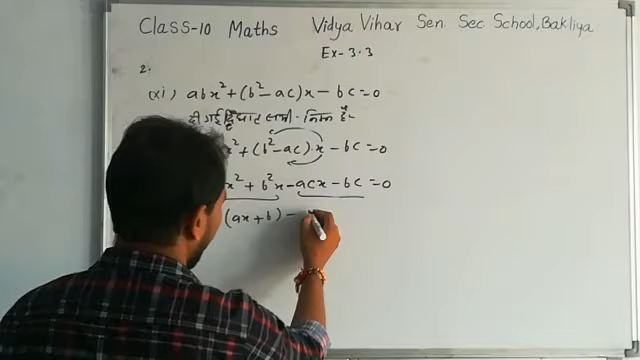 Class-10 Maths Vidya Vihar Sen. Sec School, Bakliya
Ex-3.3
2.
(xi) abx² + (b² - ac)x - bc = 0
दी गई द्विघात समी. निम्न है-
x² + (b² - ac).x - bc = 0
x² + b²x - acx - bc = 0
(ax + b) -